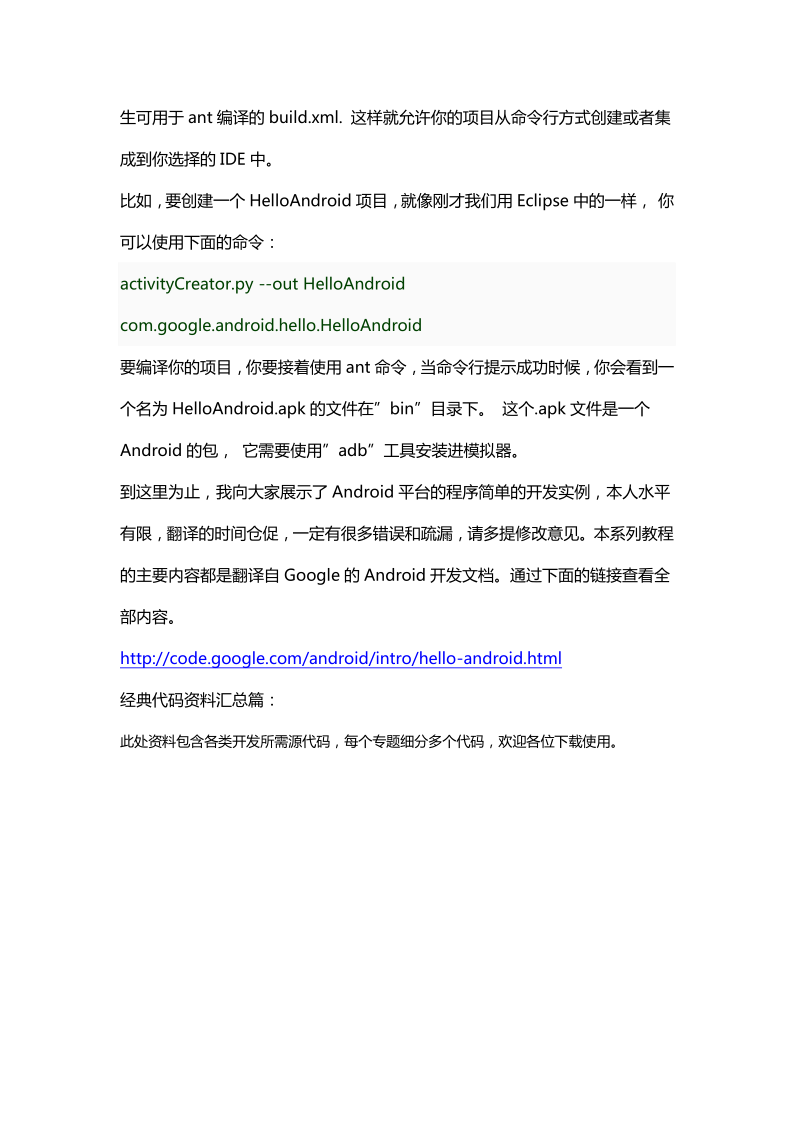 生可用于 ant 编译的 build.xml. 这样就允许你的项目从命令行方式创建或者集
成到你选择的 IDE 中。
比如，要创建一个 HelloAndroid 项目，就像刚才我们用 Eclipse 中的一样， 你
可以使用下面的命令：
activityCreator.py --out HelloAndroid
com.google.android.hello.HelloAndroid
要编译你的项目，你要接着使用 ant 命令，当命令行提示成功时候，你会看到一
个名为 HelloAndroid.apk 的文件在”bin”目录下。 这个.apk 文件是一个
Android 的包， 它需要使用”adb”工具安装进模拟器。
到这里为止，我向大家展示了 Android 平台的程序简单的开发实例，本人水平
有限，翻译的时间仓促，一定有很多错误和疏漏，请多提修改意见。本系列教程
的主要内容都是翻译自 Google 的 Android 开发文档。通过下面的链接查看全
部内容。
http://code.google.com/android/intro/hello-android.html
经典代码资料汇总篇：
此处资料包含各类开发所需源代码，每个专题细分多个代码，欢迎各位下载使用。